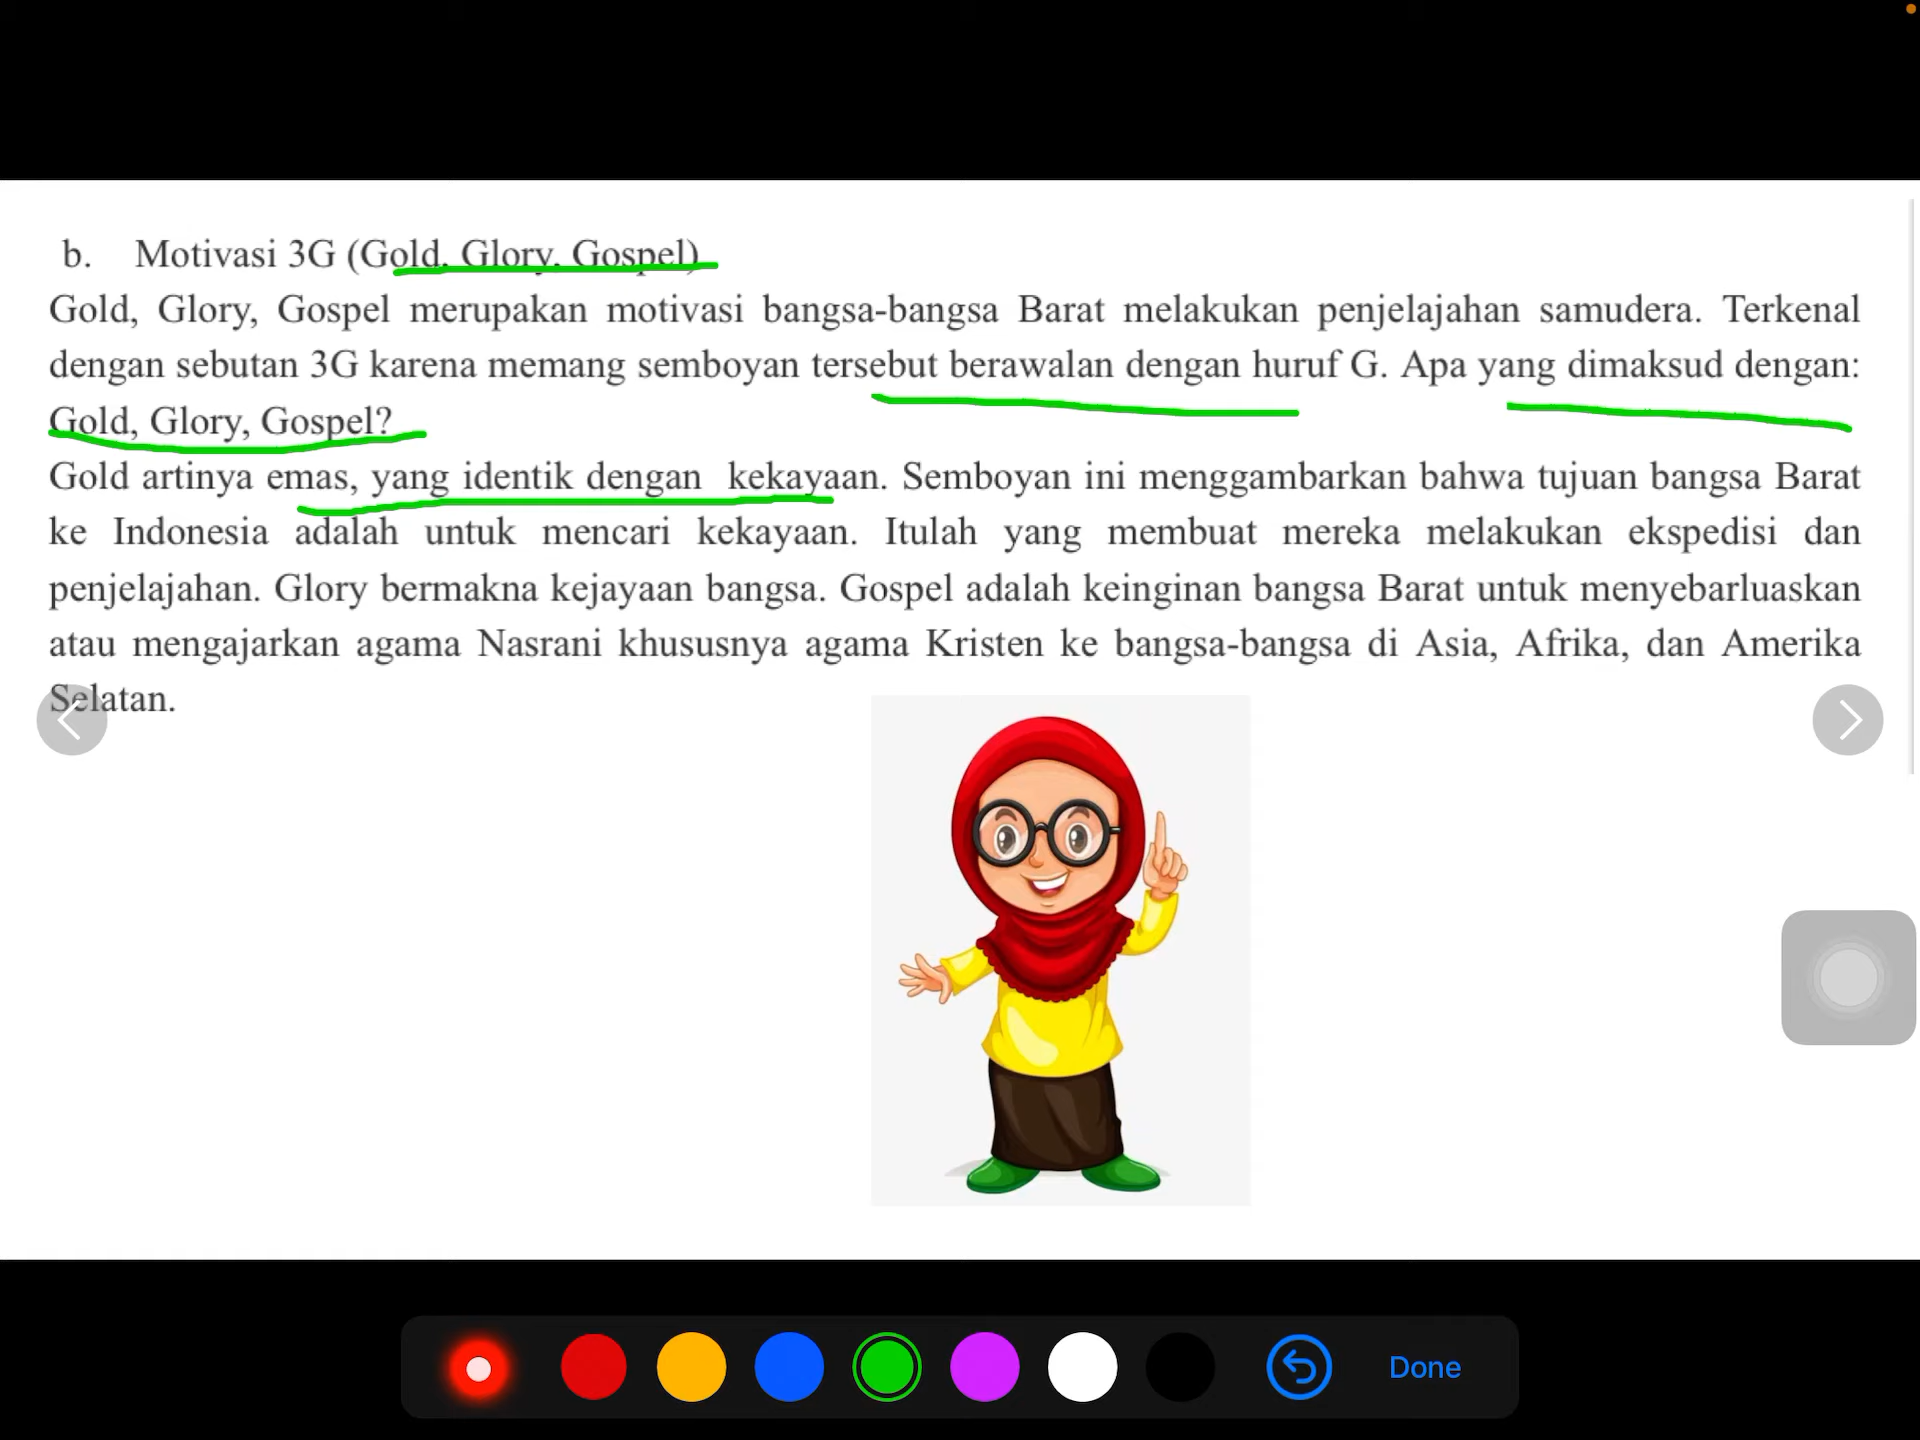 b. Motivasi 3G (Gold, Glory, Gospel)
Gold, Glory, Gospel merupakan motivasi bangsa-bangsa Barat melakukan penjelajahan samudera. Terkenal
dengan sebutan 3G karena memang semboyan tersebut berawalan dengan huruf G. Apa yang dimaksud dengan:
Gold, Glory, Gospel?
Gold artinya emas, yang identik dengan kekayaan. Semboyan ini menggambarkan bahwa tujuan bangsa Barat
ke Indonesia adalah untuk mencari kekayaan. Itulah yang membuat mereka melakukan ekspedisi dan
penjelajahan. Glory bermakna kejayaan bangsa. Gospel adalah keinginan bangsa Barat untuk menyebarluaskan
atau mengajarkan agama Nasrani khususnya agama Kristen ke bangsa-bangsa di Asia, Afrika, dan Amerika
Selatan.
Done